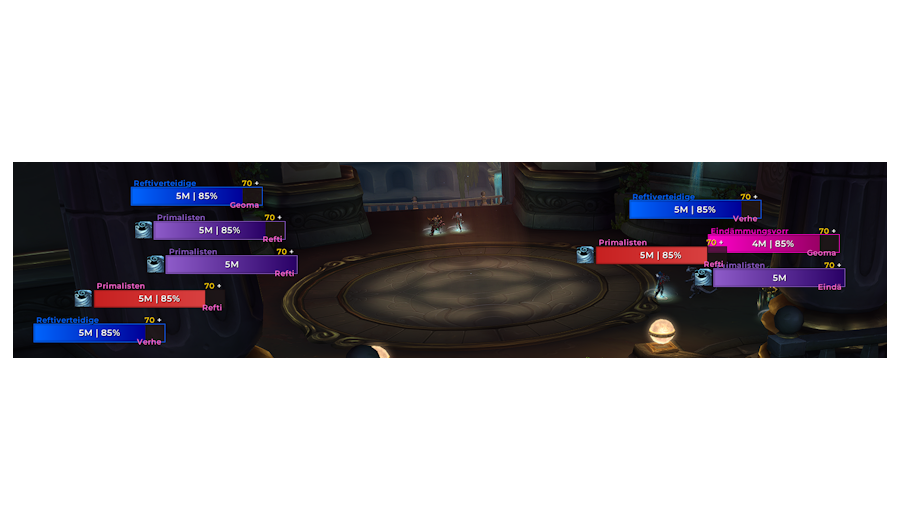 Reftiverteidige 70 +
5M | 85%
Geoma
Primalisten 70 +
5M | 85%
Refti
Primalisten 70 +
5M
Refti
Primalisten 70 +
5M | 85%
Refti
Reftiverteidige 70 +
5M | 85%
Verhe
Reftiverteidige 70 +
5M | 85%
Verhe
Eindämmungsvorr 70 +
4M | 85%
Geoma
Primalisten 70 +
5M | 85%
Refti
Primalisten 70 +
5M
Eindä